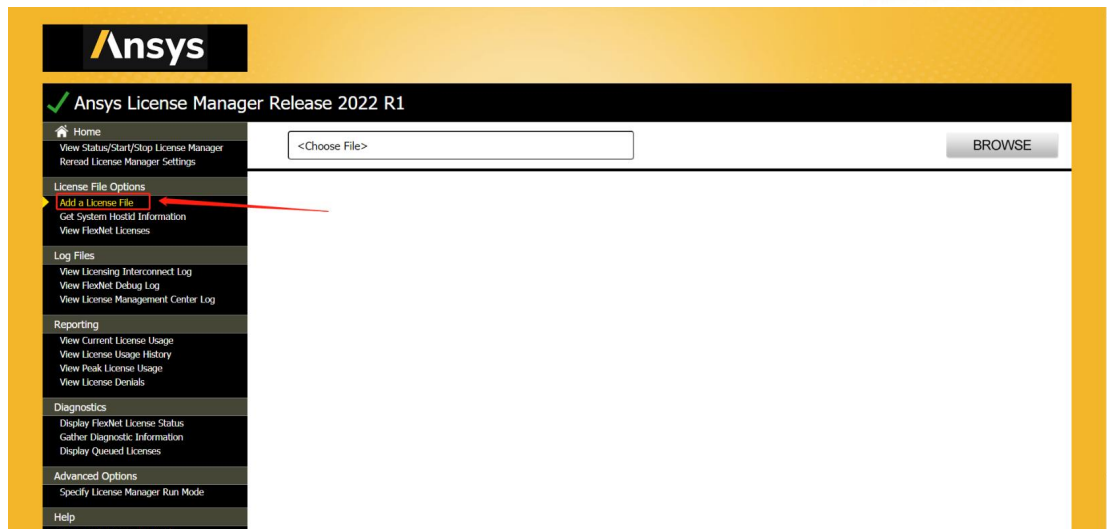 Ansys
Ansys License Manager Release 2022 R1
Home
View Status/Start/Stop License Manager
Reread License Manager Settings
<Choose File>
BROWSE
License File Options
Add a License File
Get System Hostid Information
View FlexNet Licenses
Log Files
View Licensing Interconnect Log
View FlexNet Debug Log
View License Management Center Log
Reporting
View Current License Usage
View License Usage History
View Peak License Usage
View License Denials
Diagnostics
Display FlexNet License Status
Gather Diagnostic Information
Display Queued Licenses
Advanced Options
Specify License Manager Run Mode
Help